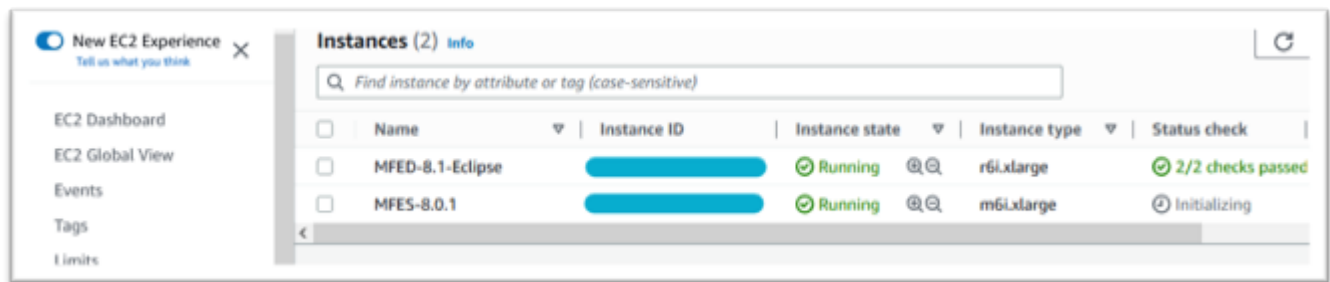 New EC2 Experience
Tell us what you think
EC2 Dashboard
EC2 Global View
Events
Tags
Limits
Instances (2) Info
Find instance by attribute or tag (case-sensitive)
Name Instance ID Instance state Instance type Status check
MFED-8.1-Eclipse Running r6i.xlarge 2/2 checks passed
MFES-8.0.1 Running m6i.xlarge Initializing